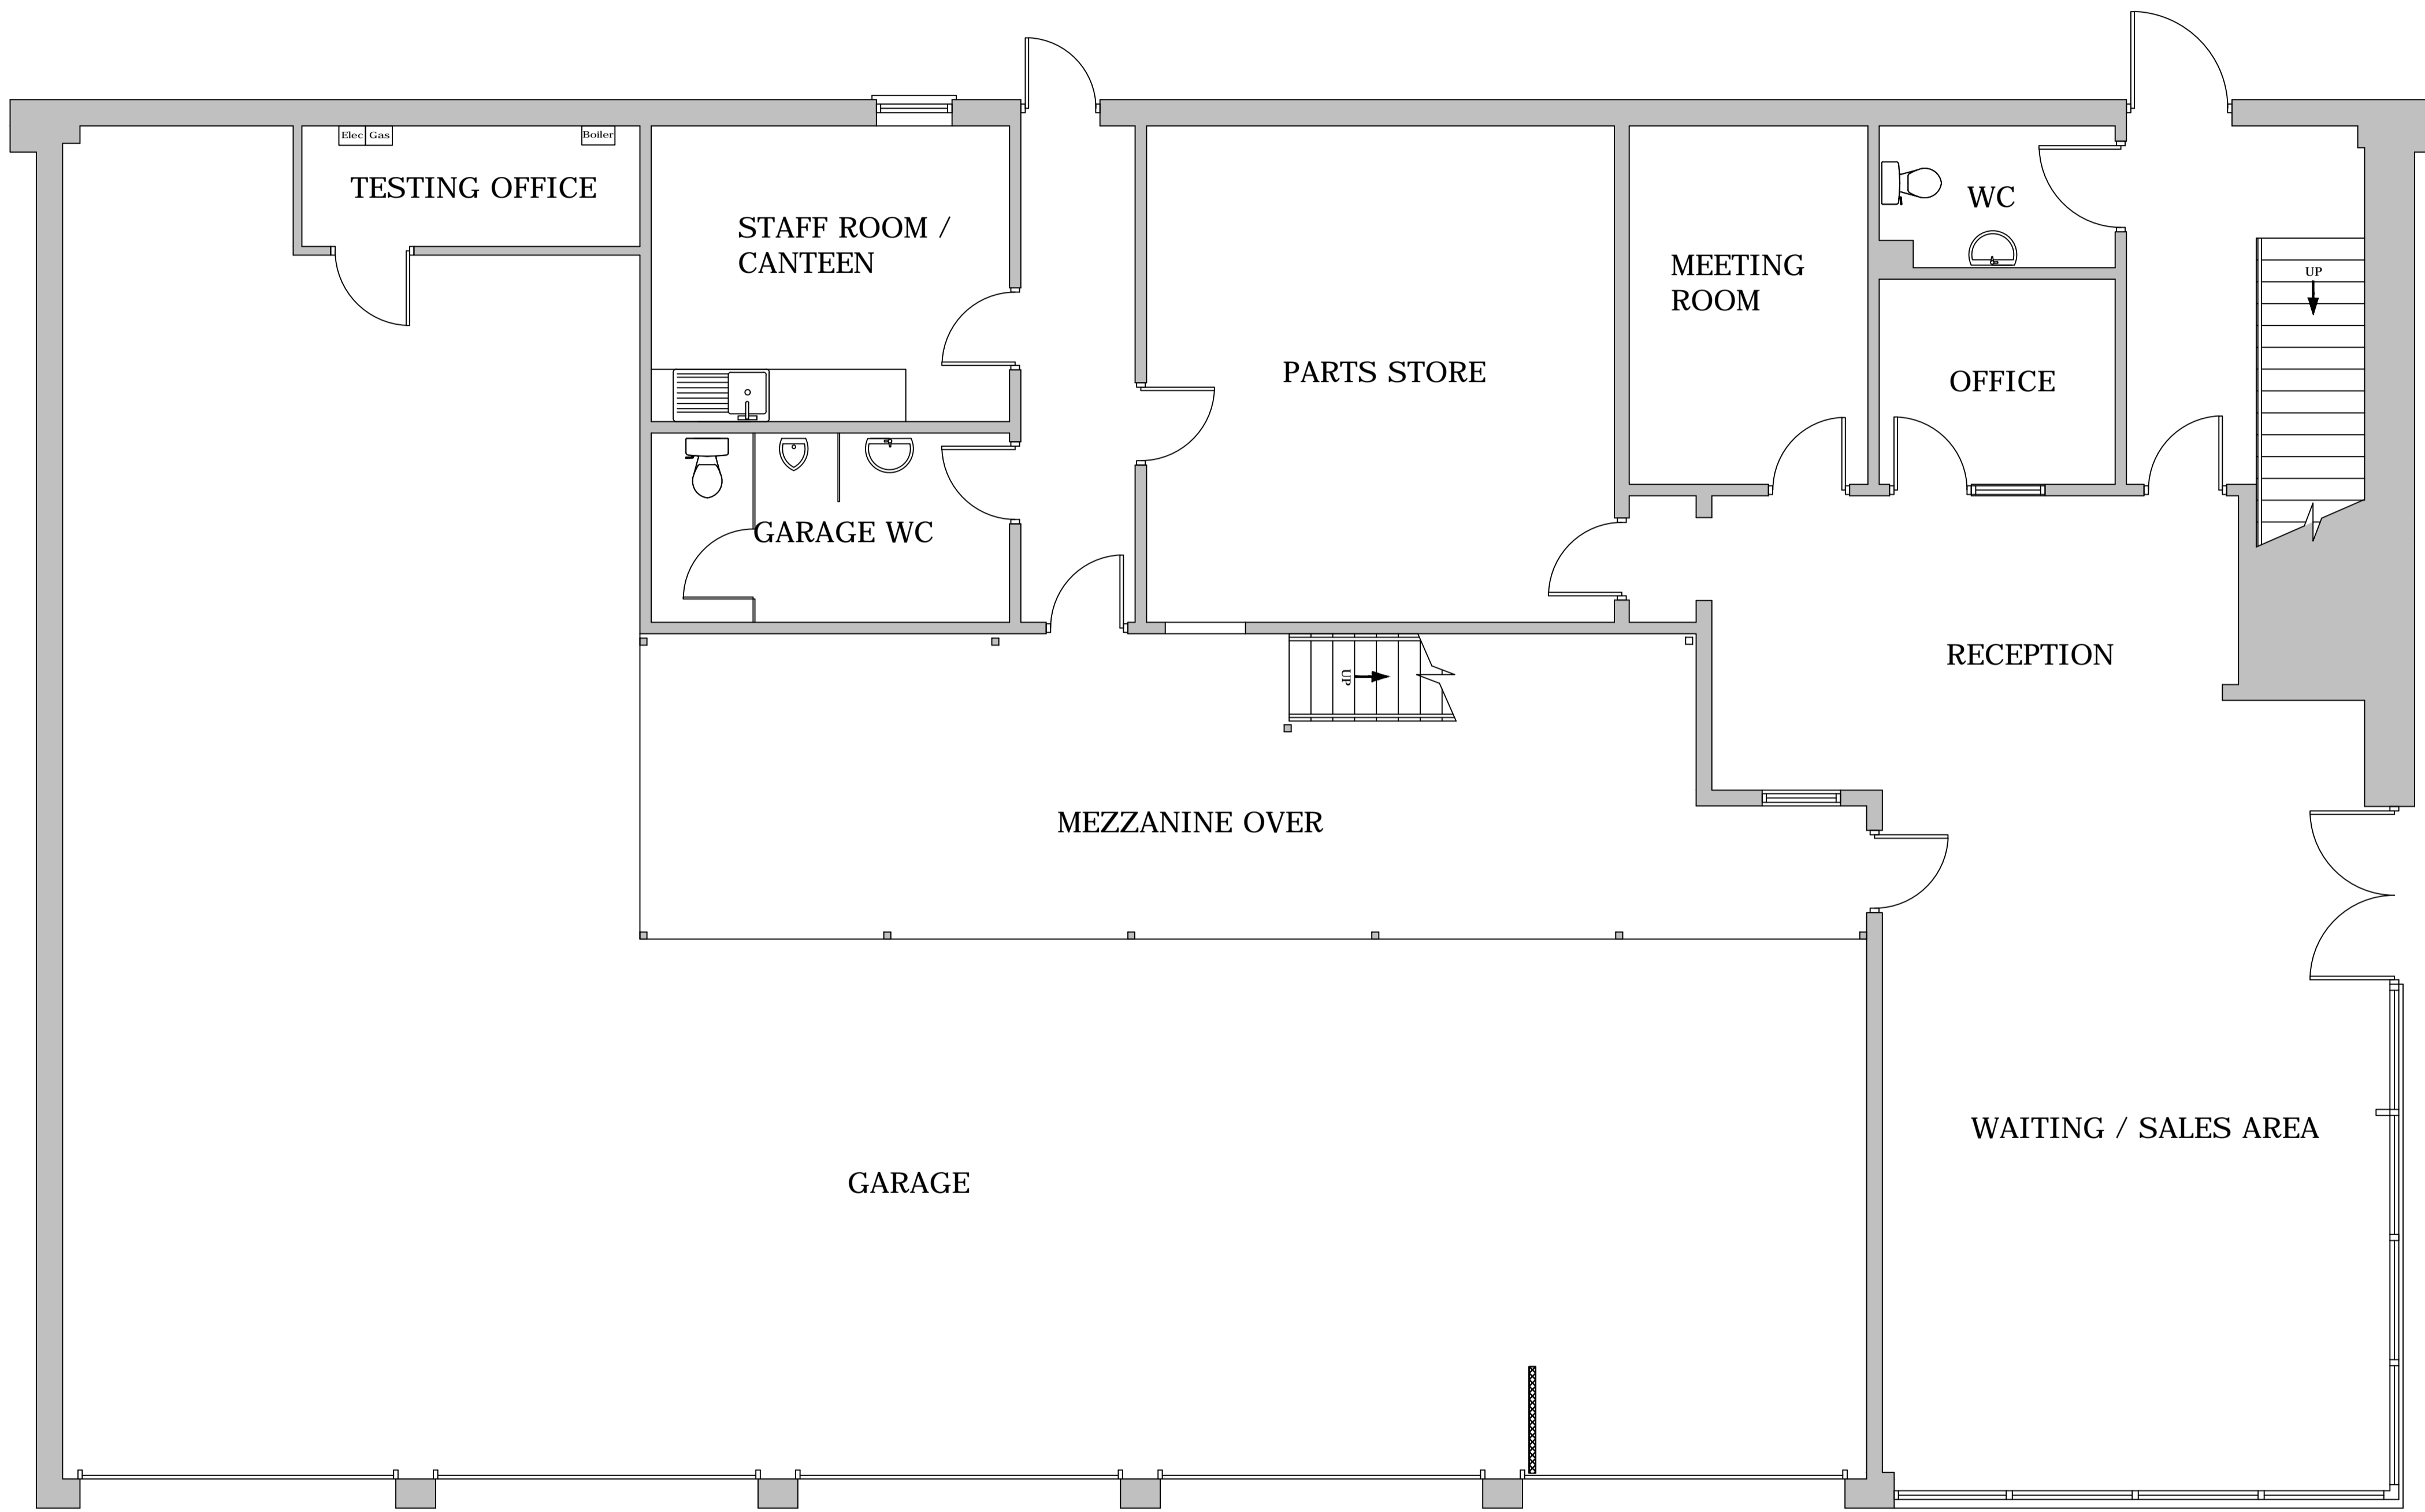 Elec
Gas
Boiler
TESTING OFFICE
STAFF ROOM /
CANTEEN
WC
MEETING
ROOM
UP
PARTS STORE
OFFICE
GARAGE WC
RECEPTION
UP
MEZZANINE OVER
WAITING / SALES AREA
GARAGE